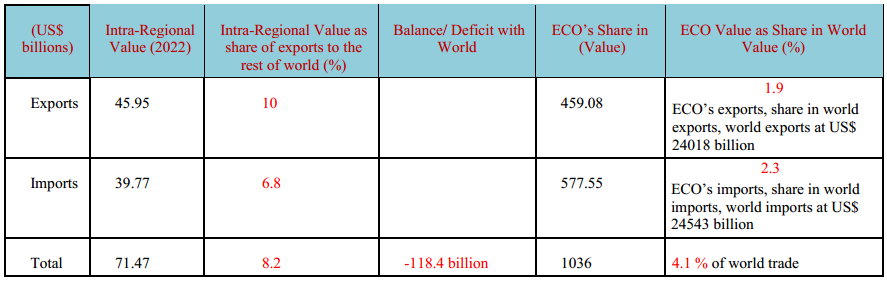 (US$
billions)
Intra-Regional
Value (2022)
Intra-Regional Value as
share of exports to the
rest of world (%)
Balance/ Deficit with
World
ECO's Share in
(Value)
ECO Value as Share in World
Value (%)
Exports
45.95
10
459.08
1.9
ECO's exports, share in world
exports, world exports at US$
24018 billion
Imports
39.77
6.8
577.55
2.3
ECO's imports, share in world
imports, world imports at US$
24543 billion
Total
71.47
8.2
-118.4 billion
1036
4.1 % of world trade